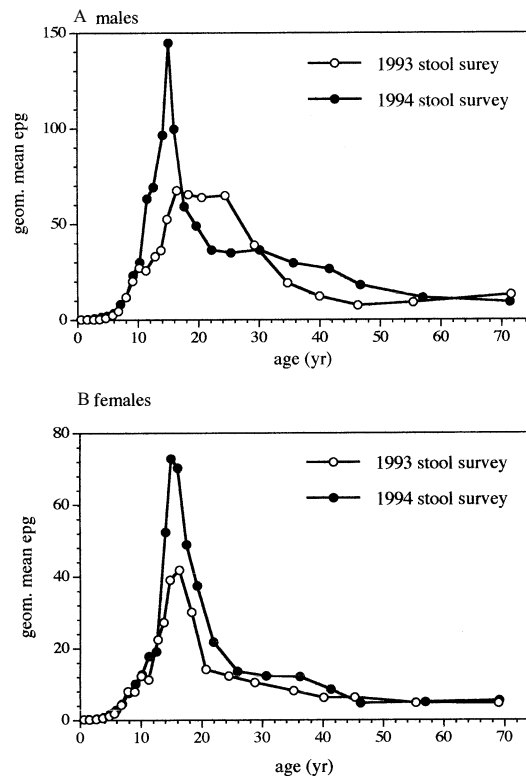 A males
150
1993 stool surey
1994 stool survey
100
geom. mean epg
50
0
0 10 20 30 40 50 60 70
age (yr)
B females
80
1993 stool survey
1994 stool survey
60
geom. mean epg
40
20
0
0 10 20 30 40 50 60 70
age (yr)